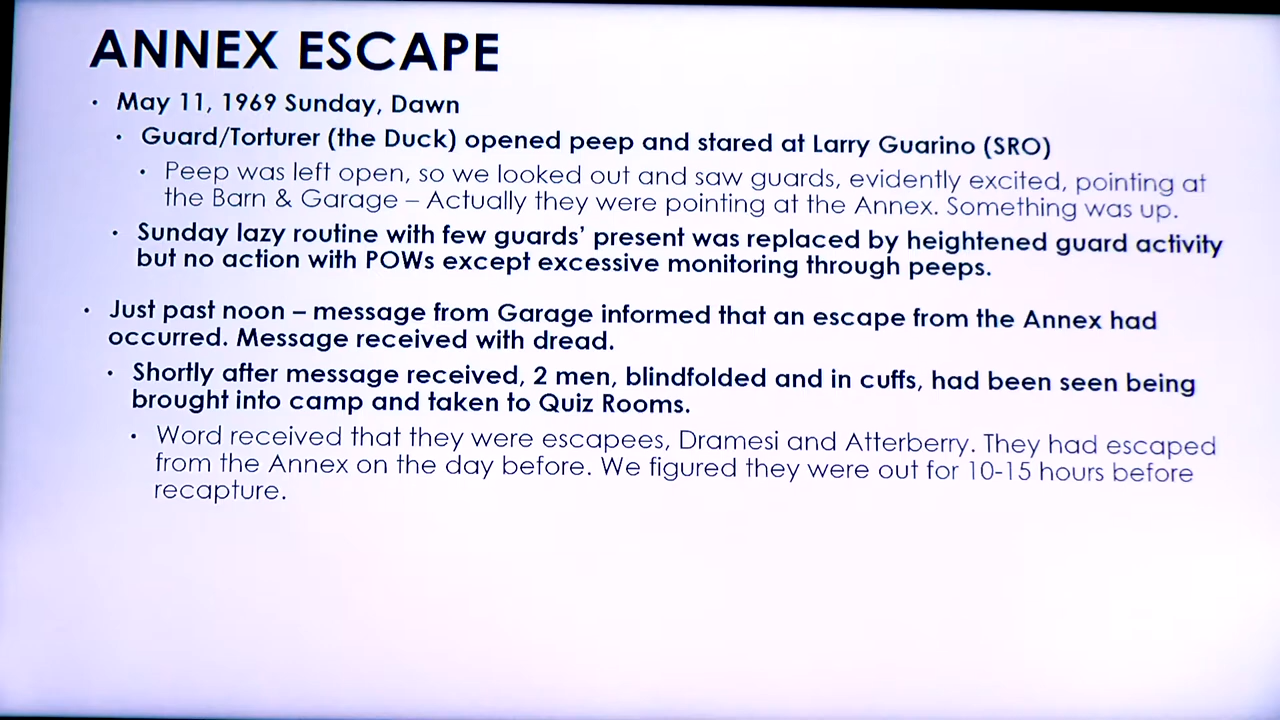 ANNEX ESCAPE
• May 11, 1969 Sunday, Dawn
• Guard/Torturer (the Duck) opened peep and stared at Larry Guarino (SRO)
• Peep was left open, so we looked out and saw guards, evidently excited, pointing at
the Barn & Garage – Actually they were pointing at the Annex. Something was up.
• Sunday lazy routine with few guards’ present was replaced by heightened guard activity
but no action with POWs except excessive monitoring through peeps.
• Just past noon – message from Garage informed that an escape from the Annex had
occurred. Message received with dread.
• Shortly after message received, 2 men, blindfolded and in cuffs, had been seen being
brought into camp and taken to Quiz Rooms.
• Word received that they were escapees, Dramesi and Atterberry. They had escaped
from the Annex on the day before. We figured they were out for 10-15 hours before
recapture.